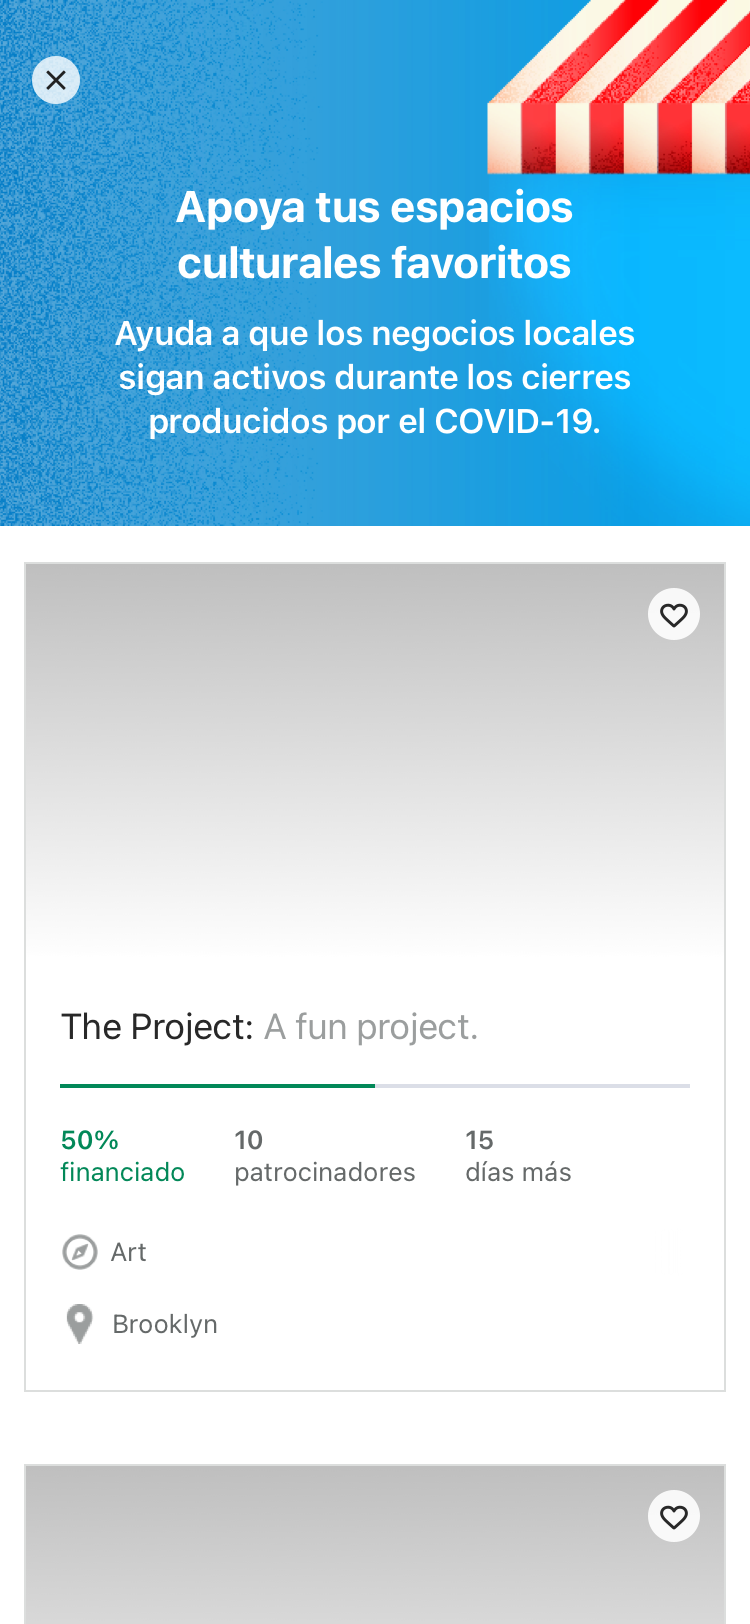 Apoya tus espacios
culturales favoritos
Ayuda a que los negocios locales
sigan activos durante los cierres
producidos por el COVID-19.
The Project: A fun project.
50%
financiado
10
patrocinadores
15
días más
Art
Brooklyn